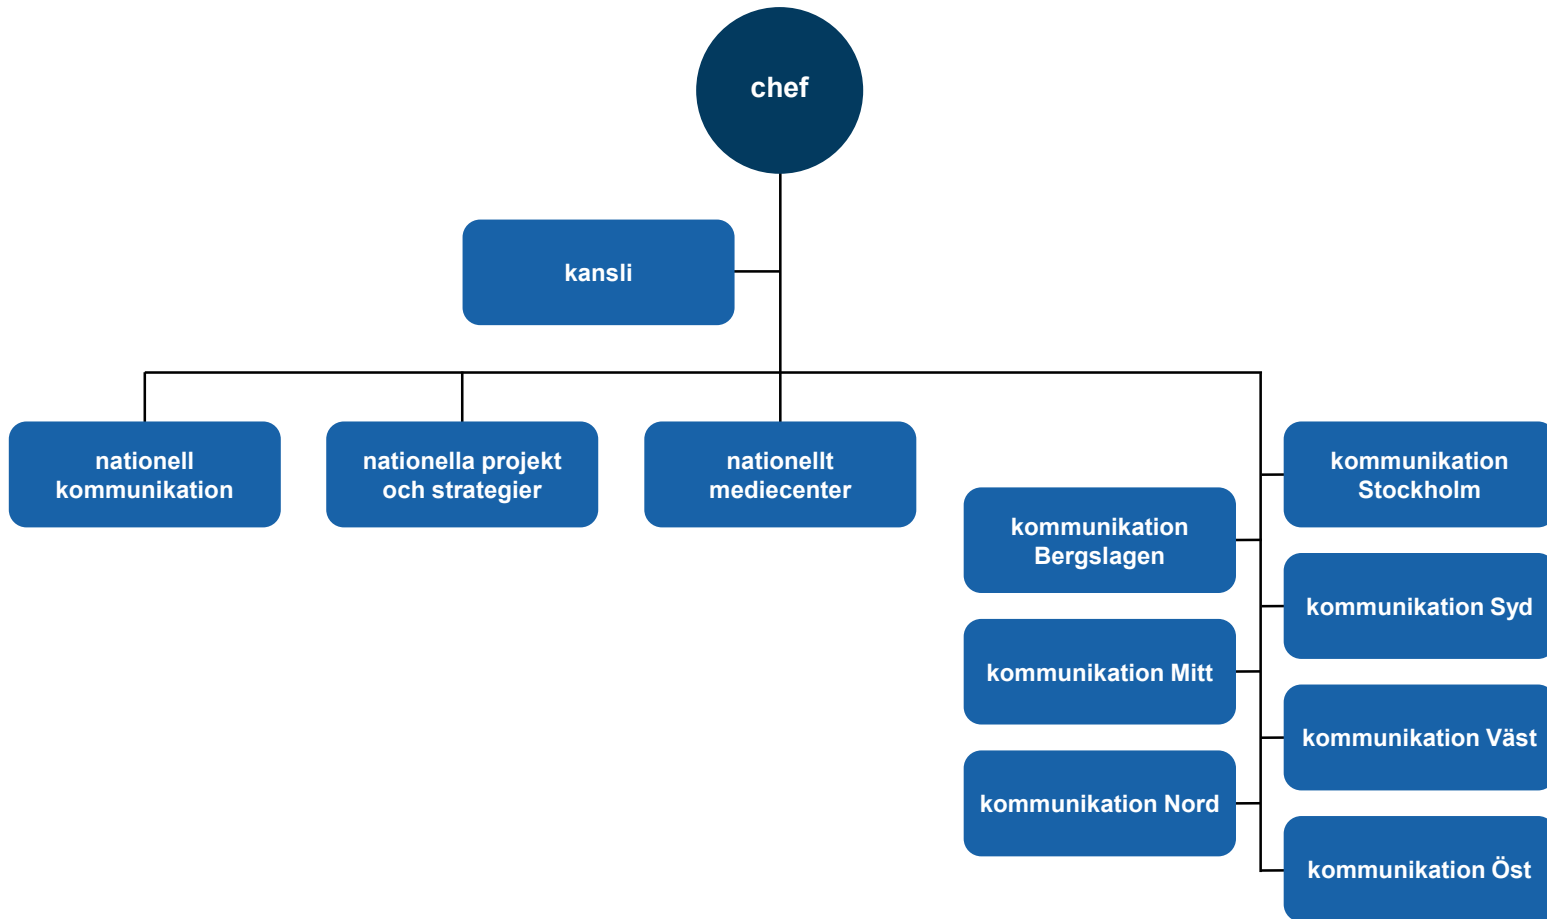 chef
kansli
nationell
kommunikation
nationella projekt
och strategier
nationellt
mediecenter
kommunikation
Stockholm
kommunikation
Bergslagen
kommunikation Syd
kommunikation Mitt
kommunikation Väst
kommunikation Nord
kommunikation Öst